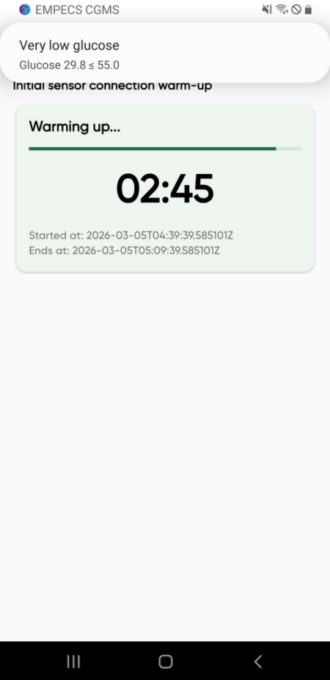 EMPECS CGMS
Very low glucose
Glucose 29.8 ≤ 55.0
Initial sensor connection warm-up
Warming up...
02:45
Started at: 2026-03-05T04:39:39.585101Z
Ends at: 2026-03-05T05:09:39.585101Z